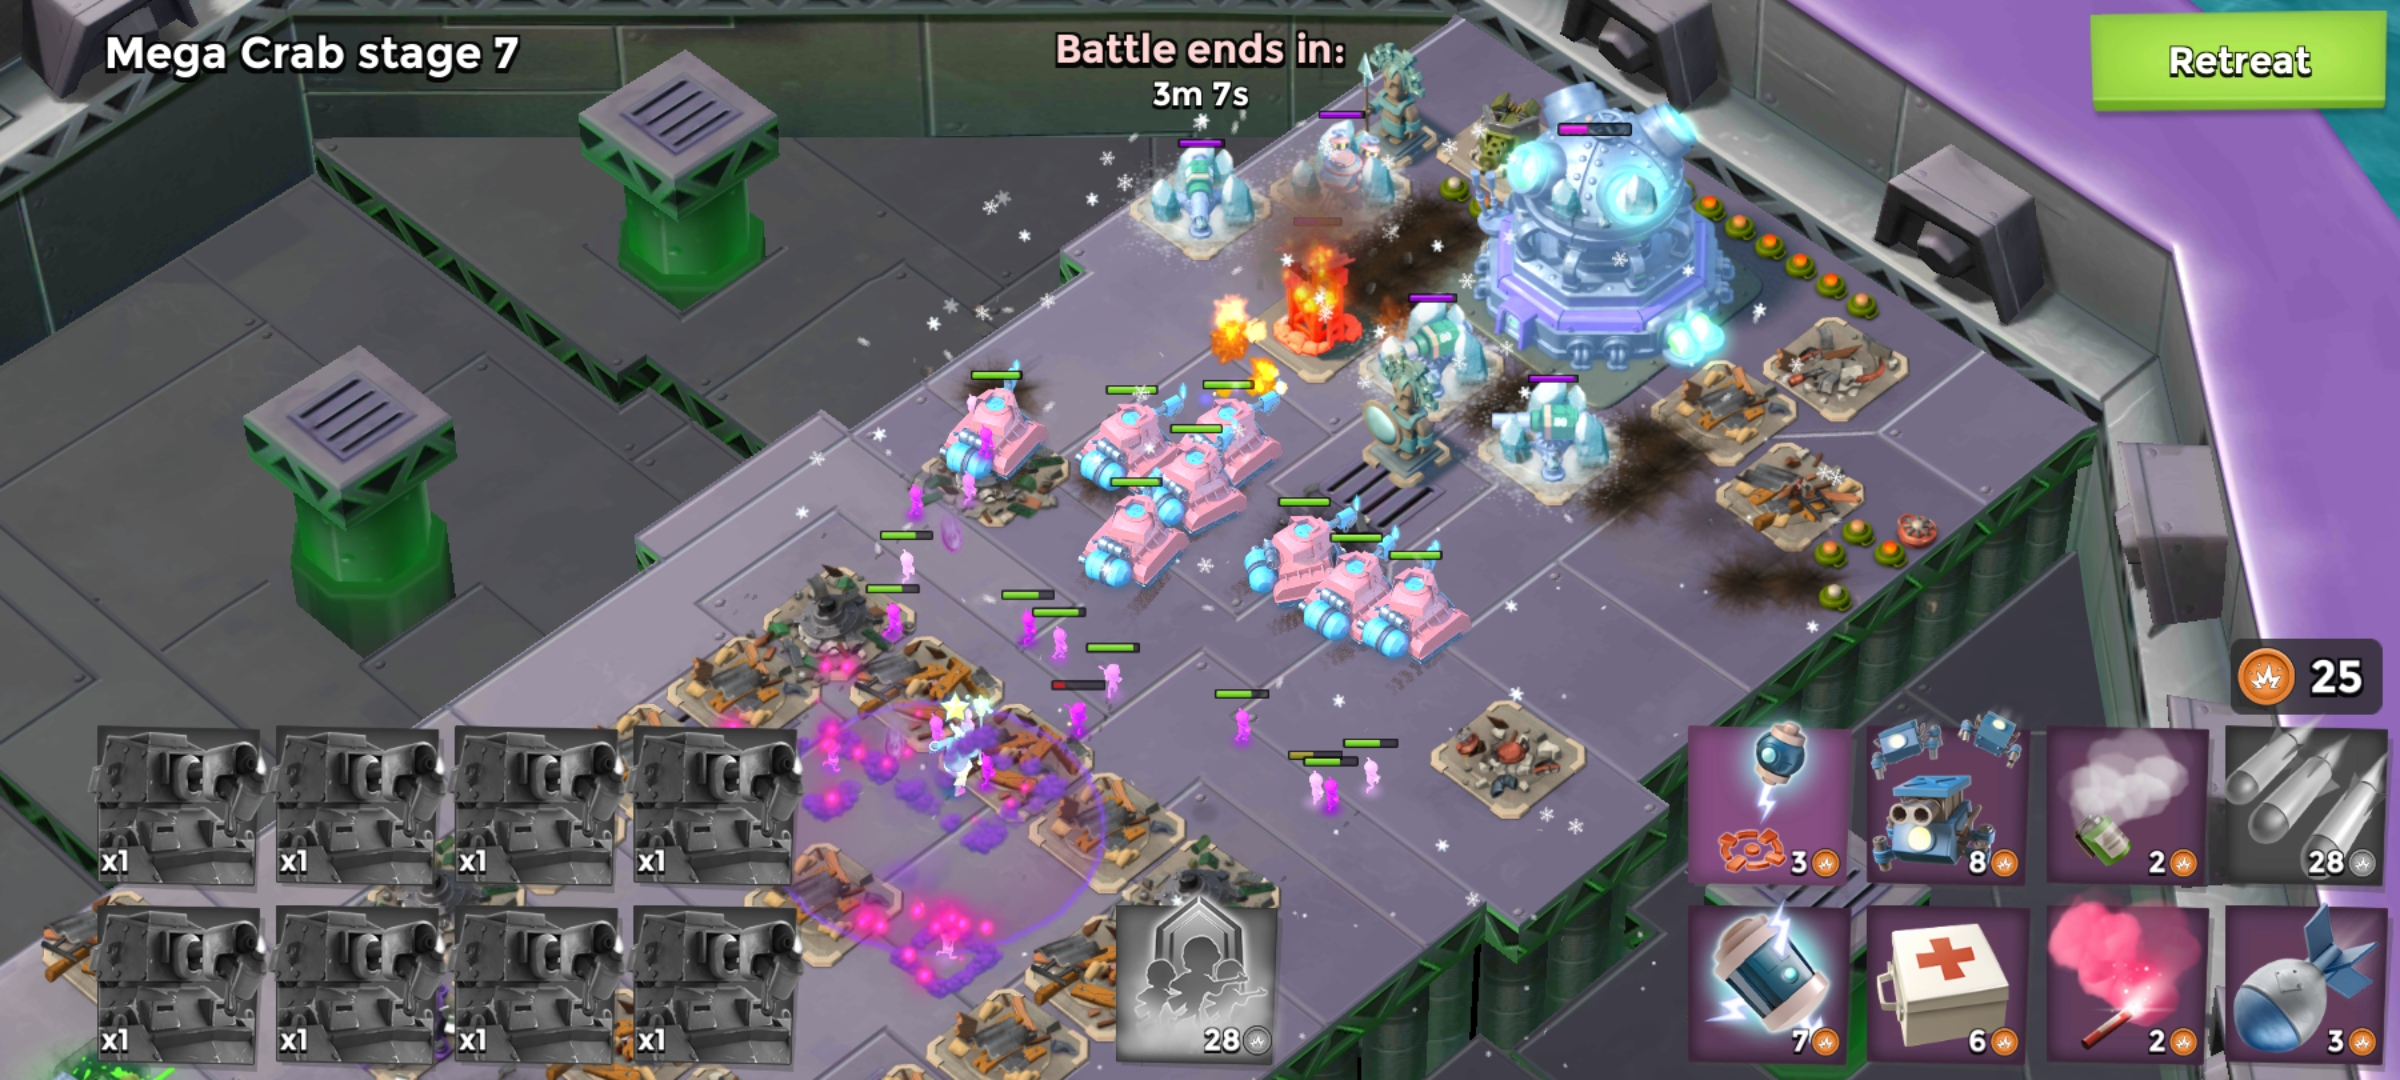 Mega Crab stage 7
Battle ends in:
3m 7s
Retreat
25
x1
x1
x1
x1
3
8
2
28
x1
x1
x1
x1
28
7
6
2
3